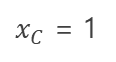 x_C = 1